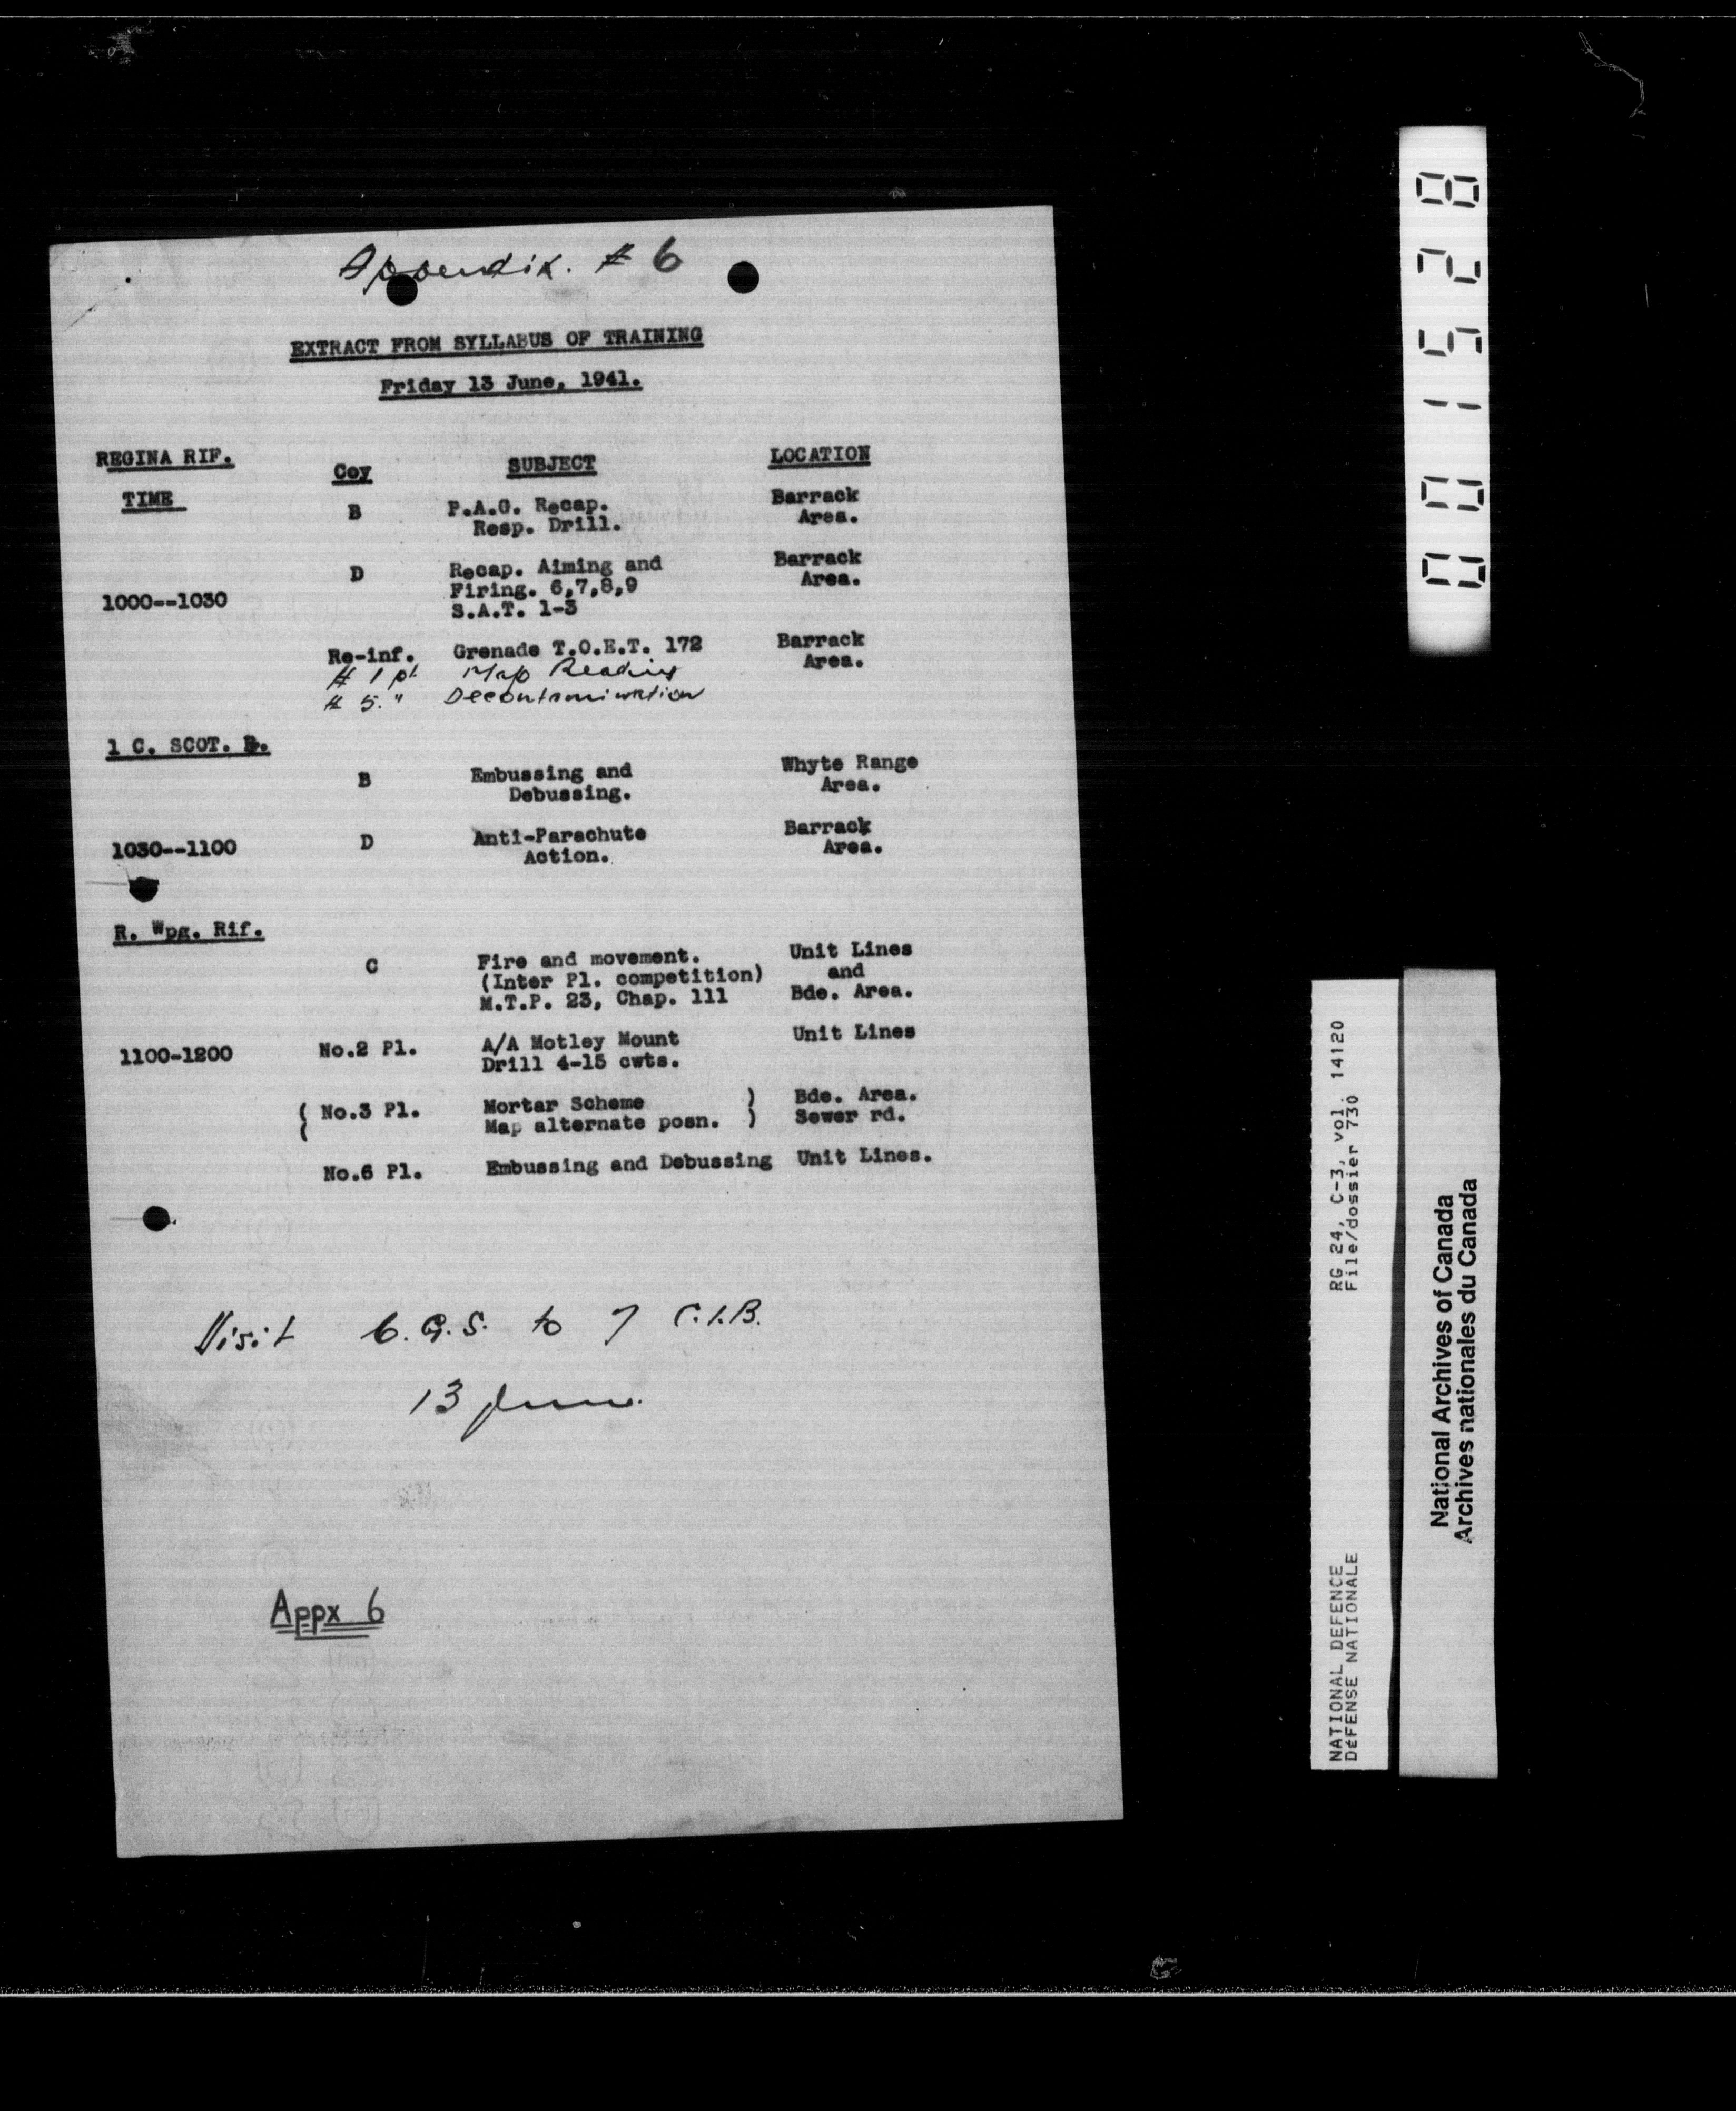 Appendix. # 6
EXTRACT FROM SYLLABUS OF TRAINING
Friday 13 June, 1941.
REGINA RIF. Coy SUBJECT LOCATION
TIME
B P.A.G. Recap. Barrack
Resp. Drill. Area.
D Recap. Aiming and Barrack
Firing. 6,7,8,9 Area.
1000--1030 S.A.T. 1-3
Re-inf. Grenade T.O.E.T. 172 Barrack
Area.
# 1 pl Map Reading
# 5. " Decontamination
1 C. SCOT. R.
B Embussing and Whyte Range
Debussing. Area.
1030--1100 D Anti-Parachute Barrack
Action. Area.
R. Wpg. Rif.
C Fire and movement. Unit Lines
(Inter Pl. competition) and
M.T.P. 23, Chap. 111 Bde. Area.
1100-1200 No.2 Pl. A/A Motley Mount Unit Lines
Drill 4-15 cwts.
( No.3 Pl. Mortar Scheme ) Bde. Area.
( Map alternate posn. ) Sewer rd.
No.6 Pl. Embussing and Debussing Unit Lines.
Visit C.G.S. to 7 C.I.B.
13 June.
Appx 6
001528
RG 24, C-3, vol. 14120
File/dossier 730
NATIONAL DEFENCE
DéFENSE NATIONALE
National Archives of Canada
Archives nationales du Canada